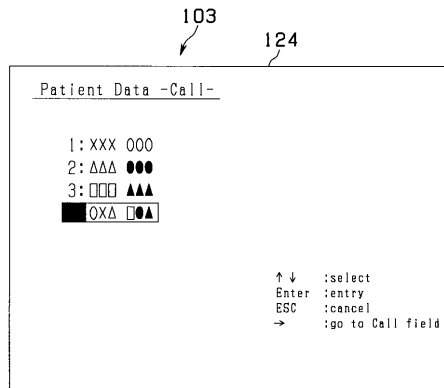 103
124
Patient Data -Call-
1: XXX OOO
2: ΔΔΔ ●●●
3: □□□ ▲▲▲
OXΔ □●▲
↑ ↓ :select
Enter :entry
ESC :cancel
→ :go to Call field